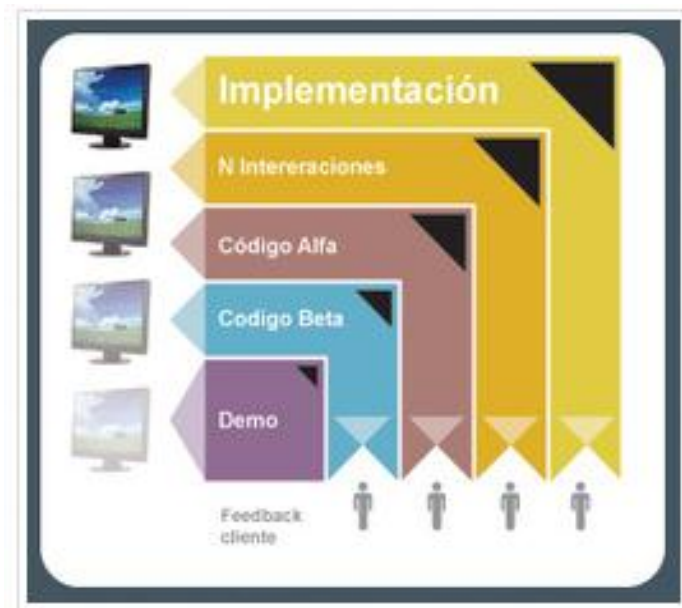 Implementación
N Intereraciones
Código Alfa
Codigo Beta
Demo
Feedback
cliente